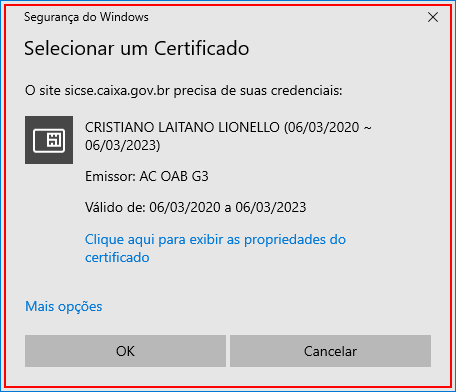 Segurança do Windows
Selecionar um Certificado
O site sicse.caixa.gov.br precisa de suas credenciais:
CRISTIANO LAITANO LIONELLO (06/03/2020 ~
06/03/2023)
Emissor: AC OAB G3
Válido de: 06/03/2020 a 06/03/2023
Clique aqui para exibir as propriedades do
certificado
Mais opções
OK
Cancelar